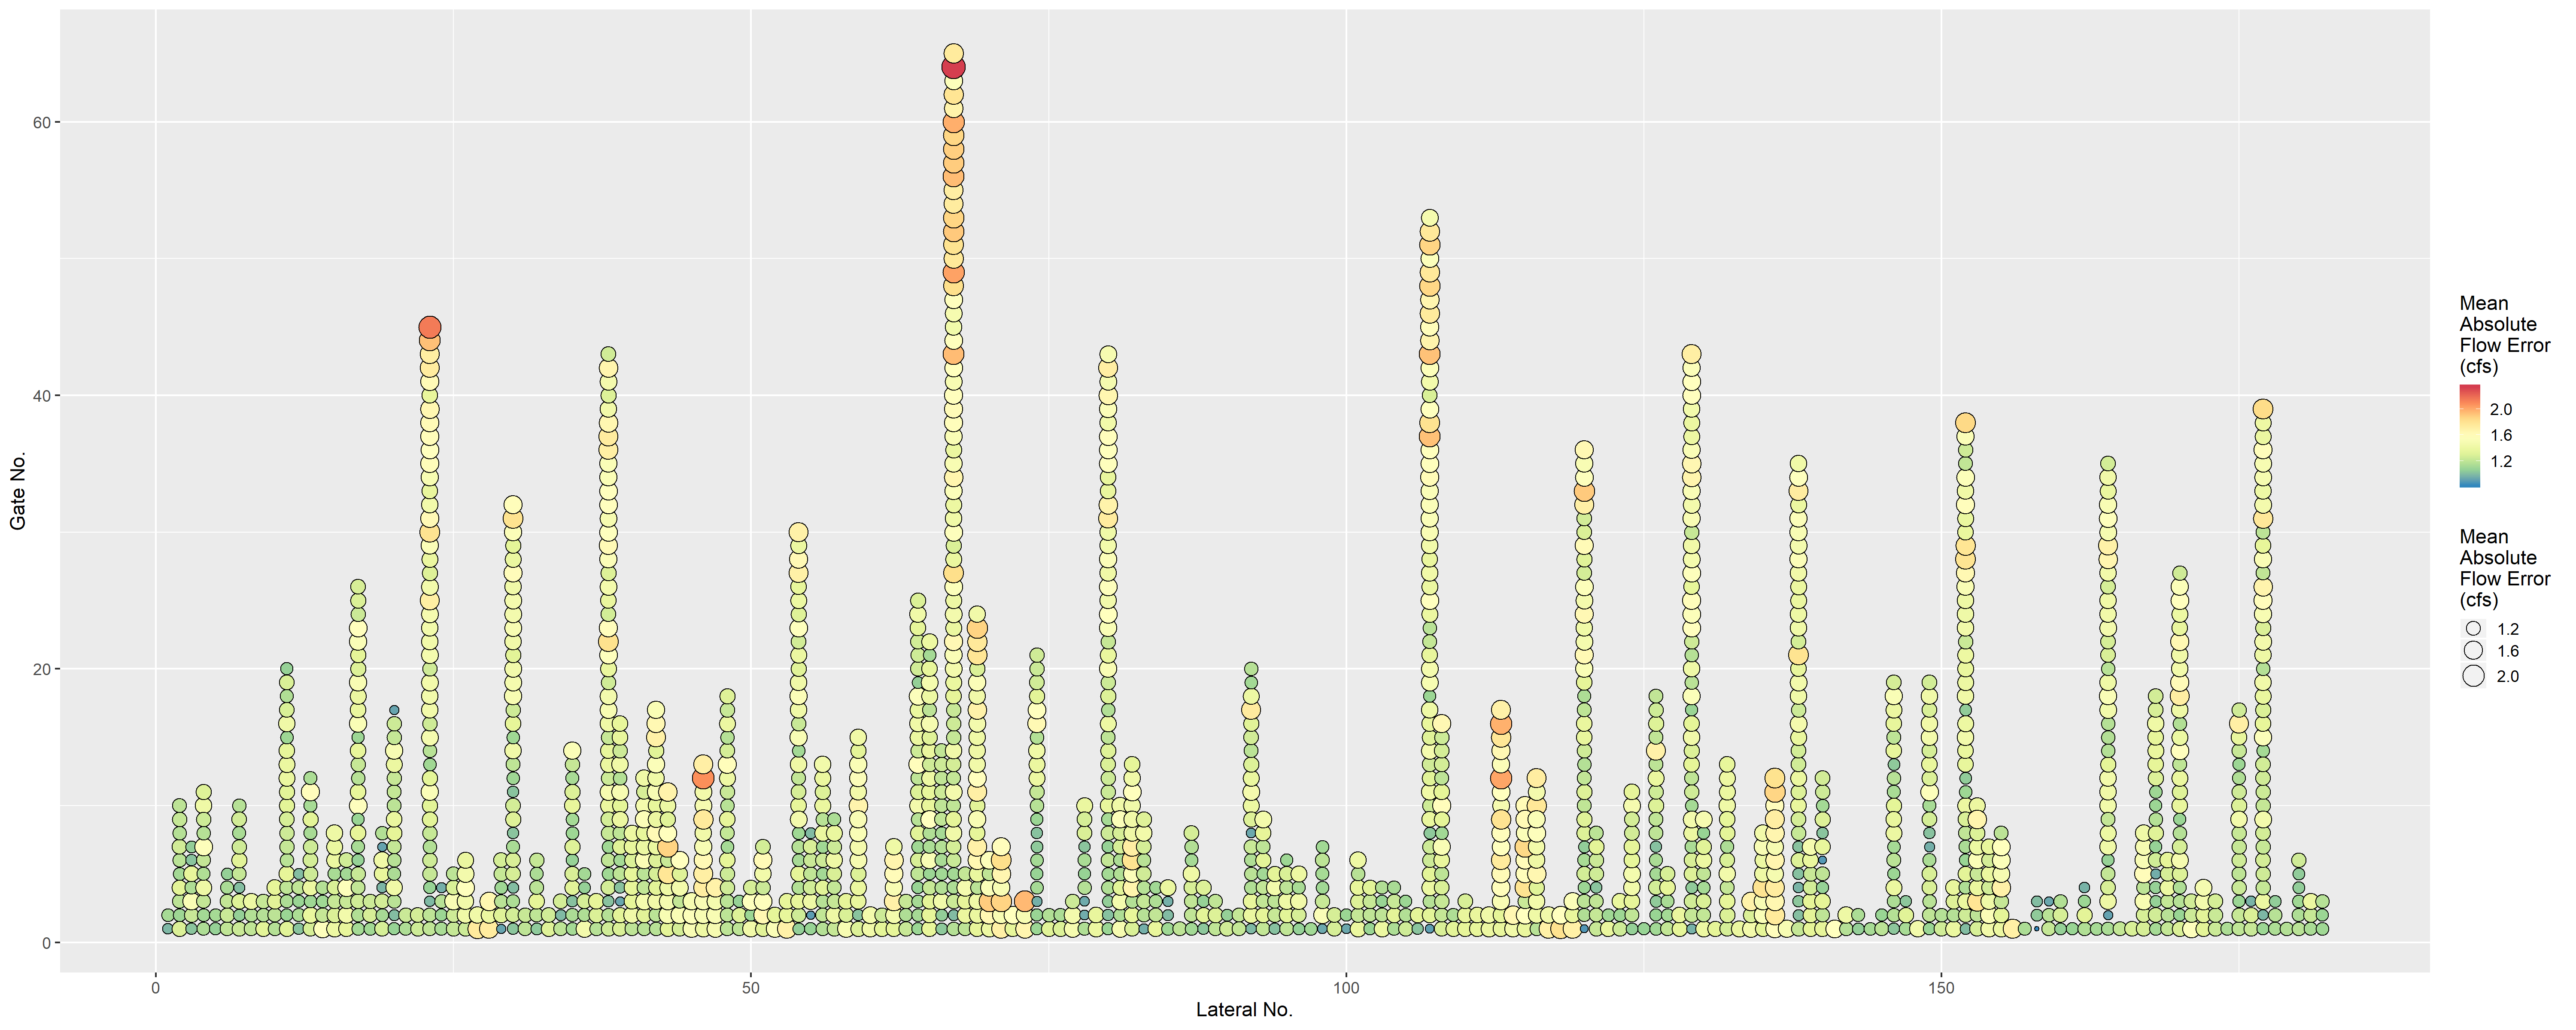 60
40
20
0
Gate No.
0
50
100
150
Lateral No.
Mean
Absolute
Flow Error
(cfs)
2.0
1.6
1.2
Mean
Absolute
Flow Error
(cfs)
1.2
1.6
2.0